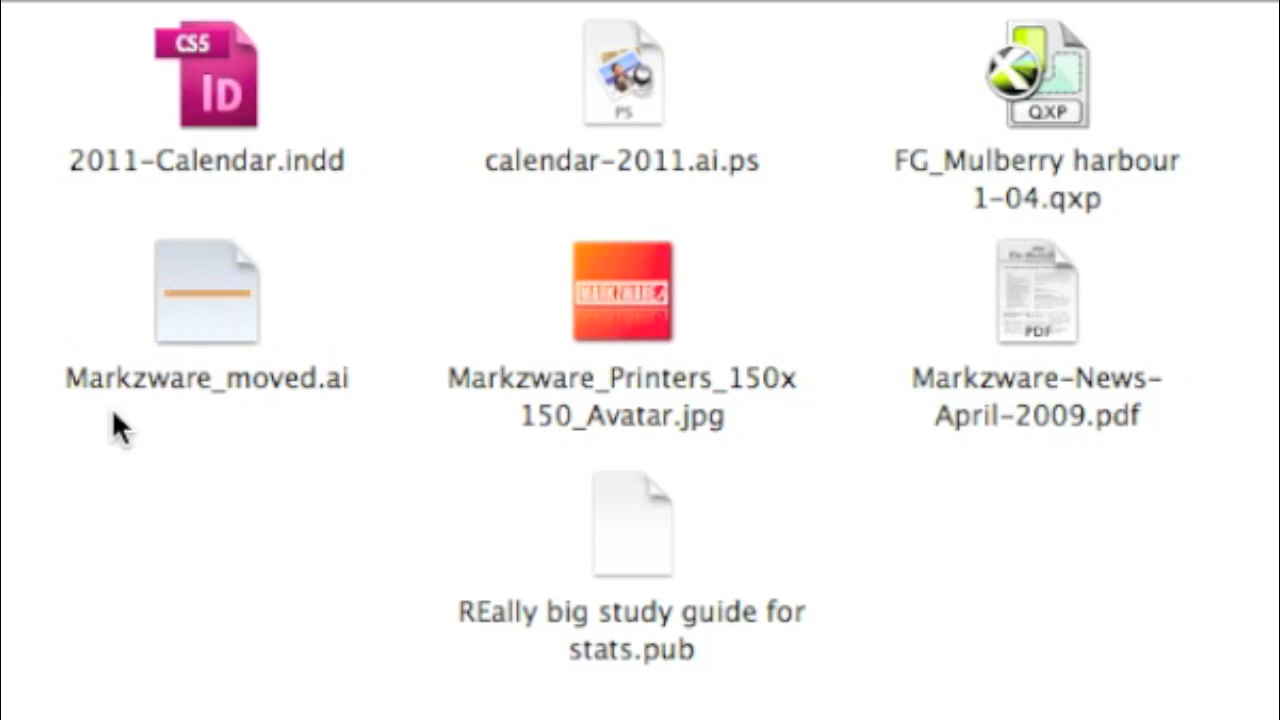 CS5
ID
PS
QXP
2011-Calendar.indd
calendar-2011.ai.ps
FG_Mulberry harbour
1-04.qxp
MARKZWARE
PDF
Markzware_moved.ai
Markzware_Printers_150x
150_Avatar.jpg
Markzware-News-
April-2009.pdf
REally big study guide for
stats.pub